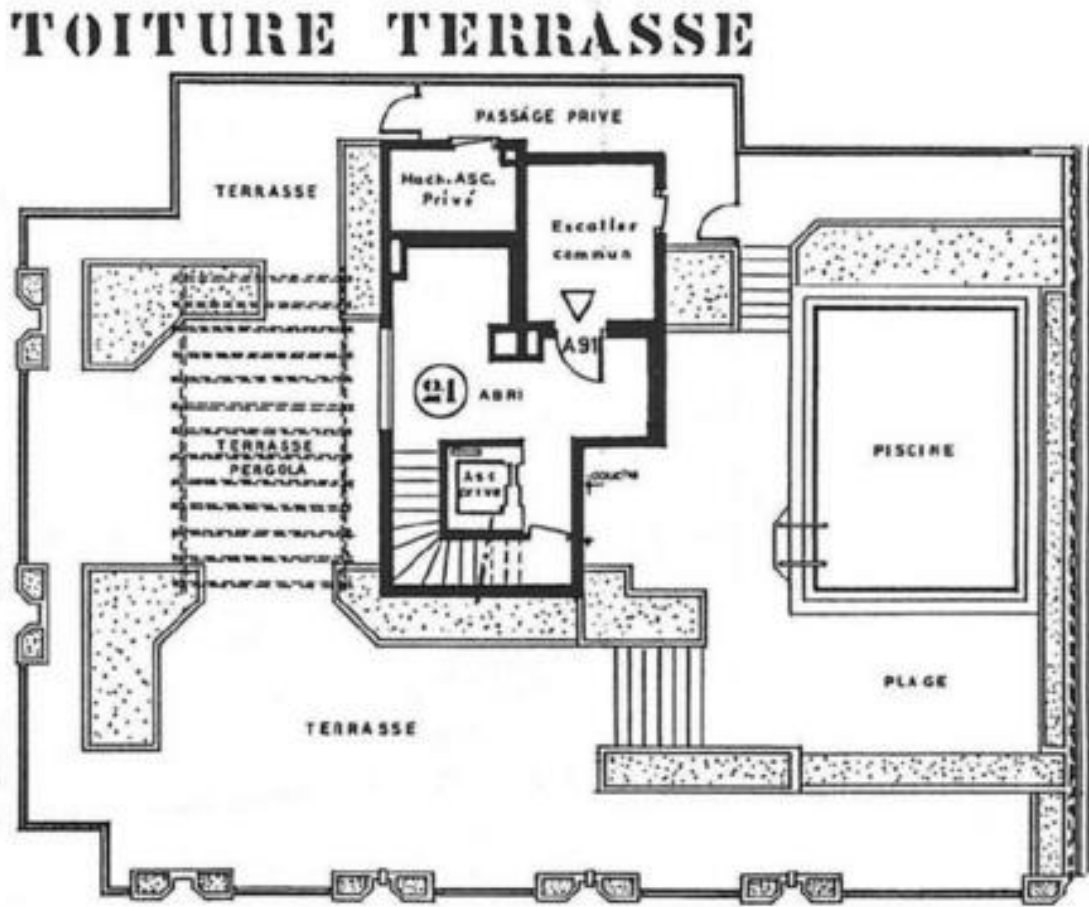 TOITURE TERRASSE
PASSAGE PRIVE
TERRASSE
Mach. ASC.
Privé
Escalier
commun
A91
21
ABRI
TERRASSE
PERGOLA
PISCINE
Asc
privé
douche
PLAGE
TERRASSE